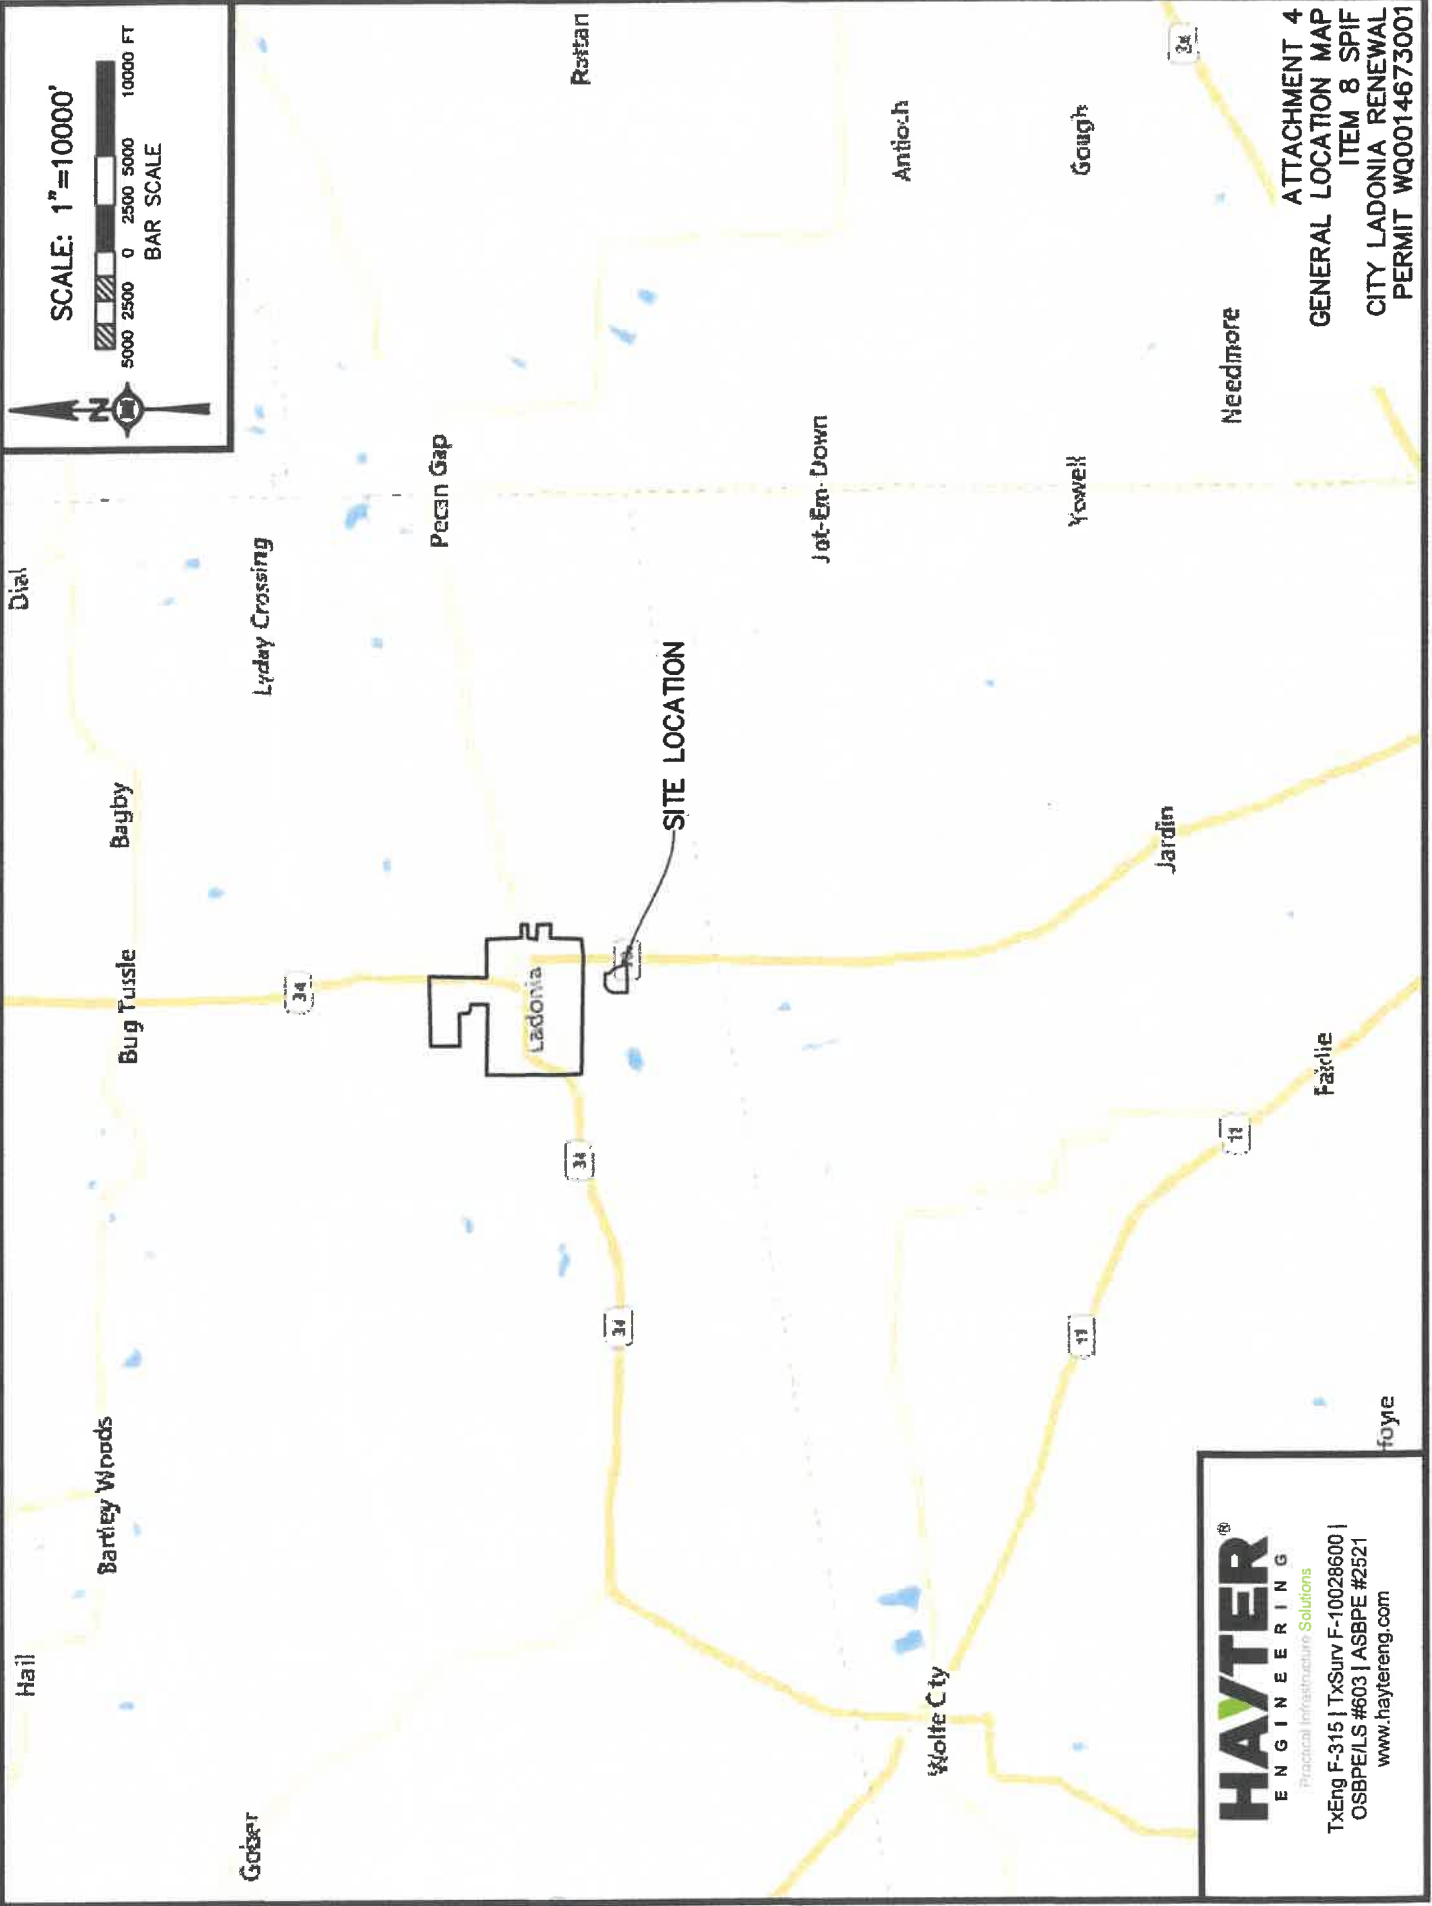 Hail
Dial
SCALE: 1"=10000'
5000 2500 0 2500 5000 10000 FT
BAR SCALE
N
Bartley Woods
Bug Tussle
Bagby
Gober
34
Lyday Crossing
Pecan Gap
Ladonia
Rattan
34
34
SITE LOCATION
Jot-Em-Down
Antioch
Wolfe City
11
Yowell
Gough
Jardin
24
11
Needmore
Fairlie
foyle
HAYTER®
ENGINEERING
Practical Infrastructure Solutions
TxEng F-315 | TxSurv F-10028600 |
OSBPE/LS #603 | ASBPE #2521
www.haytereng.com
ATTACHMENT 4
GENERAL LOCATION MAP
ITEM 8 SPIF
CITY LADONIA RENEWAL
PERMIT WQ0014673001